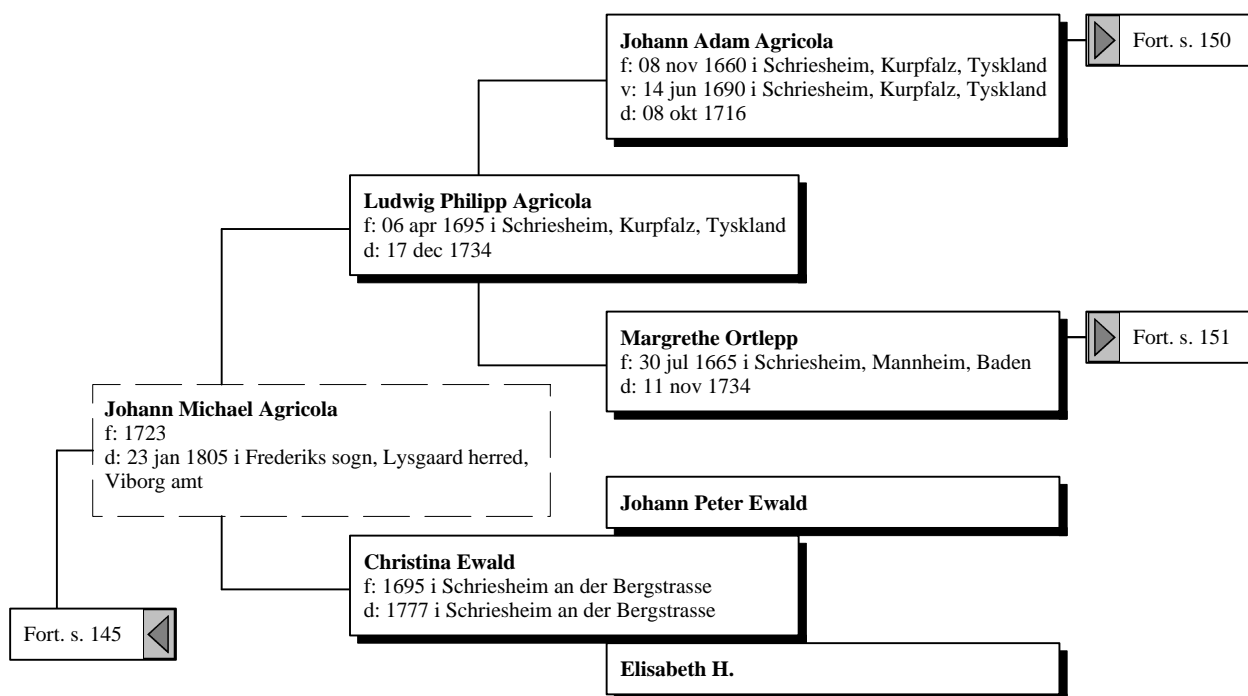 Johann Adam Agricola
f: 08 nov 1660 i Schriesheim, Kurpfalz, Tyskland
v: 14 jun 1690 i Schriesheim, Kurpfalz, Tyskland
d: 08 okt 1716
Fort. s. 150
Ludwig Philipp Agricola
f: 06 apr 1695 i Schriesheim, Kurpfalz, Tyskland
d: 17 dec 1734
Margrethe Ortlepp
f: 30 jul 1665 i Schriesheim, Mannheim, Baden
d: 11 nov 1734
Fort. s. 151
Johann Michael Agricola
f: 1723
d: 23 jan 1805 i Frederiks sogn, Lysgaard herred,
Viborg amt
Johann Peter Ewald
Christina Ewald
f: 1695 i Schriesheim an der Bergstrasse
d: 1777 i Schriesheim an der Bergstrasse
Fort. s. 145
Elisabeth H.